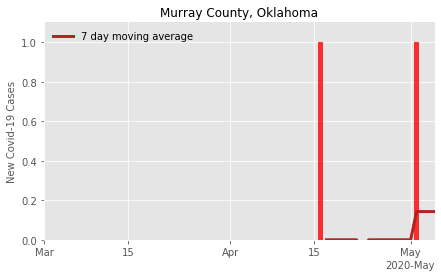 Murray County, Oklahoma
7 day moving average
New Covid-19 Cases
1.0
0.8
0.6
0.4
0.2
0.0
Mar 15 Apr 15 May
2020-May